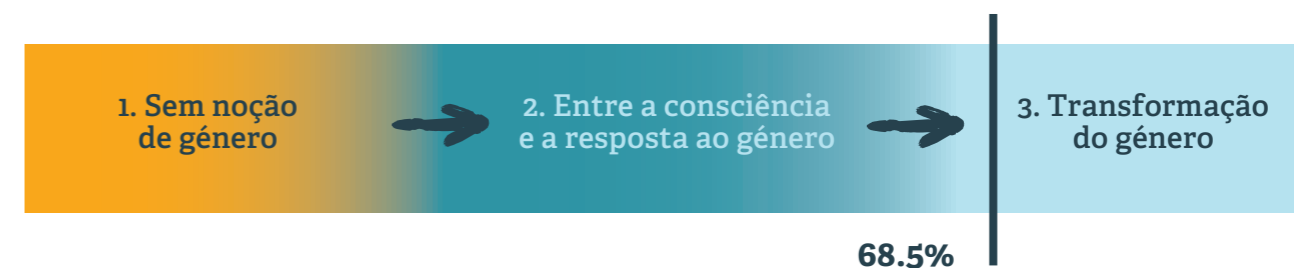 1. Sem noção
de género
2. Entre a consciência
e a resposta ao género
3. Transformação
do género
68.5%